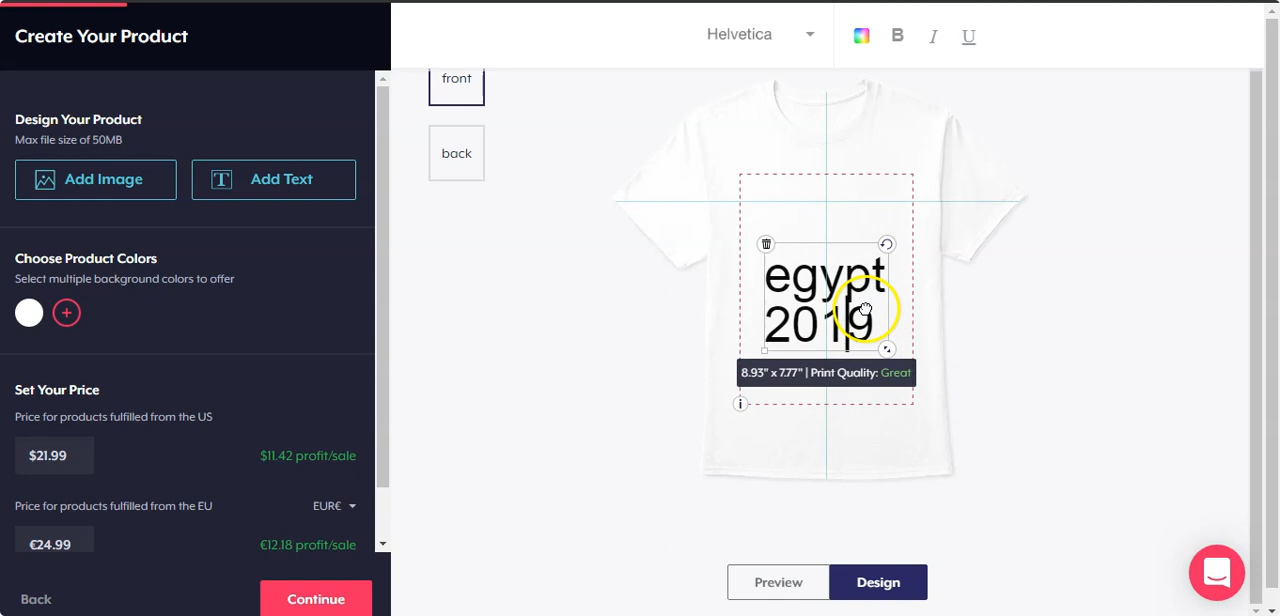 Create Your Product
Helvetica
B I U
Design Your Product
Max file size of 50MB
Add Image
T Add Text
front
back
Choose Product Colors
Select multiple background colors to offer
+
egypt
2019
8.93" x 7.77" | Print Quality: Great
i
Set Your Price
Price for products fulfilled from the US
$21.99
$11.42 profit/sale
Price for products fulfilled from the EU
EUR€
€24.99
€12.18 profit/sale
Preview
Design
Back
Continue